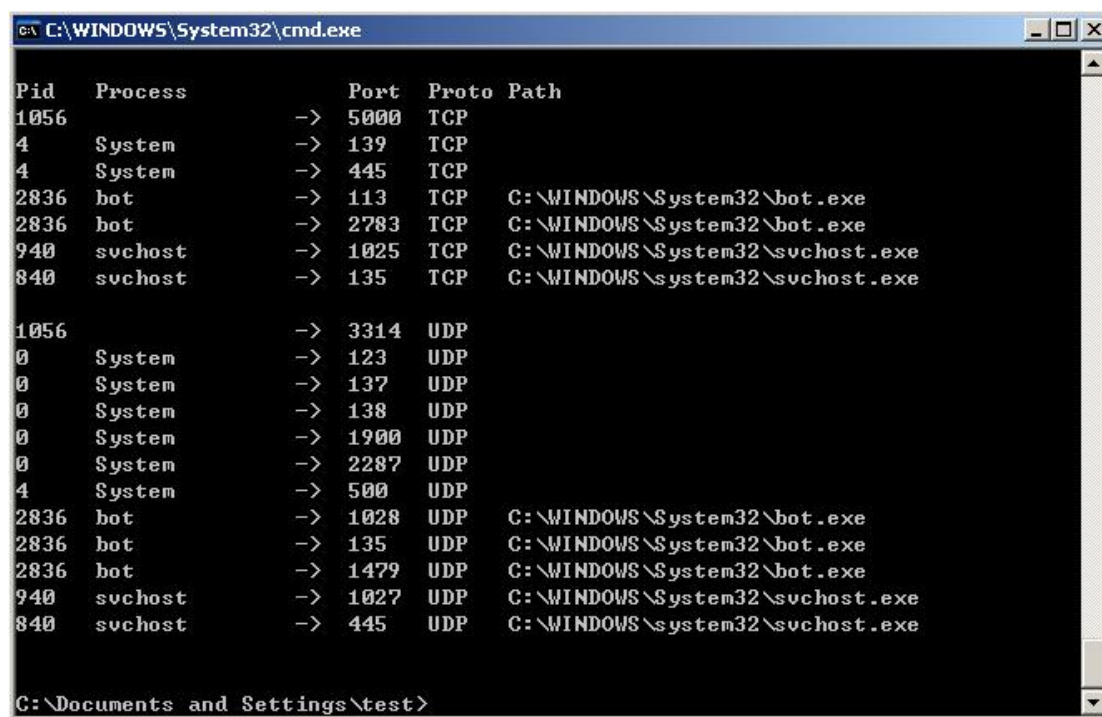 C:\WINDOWS\System32\cmd.exe
Pid Process Port Proto Path
1056 -> 5000 TCP
4 System -> 139 TCP
4 System -> 445 TCP
2836 bot -> 113 TCP C:\WINDOWS\System32\bot.exe
2836 bot -> 2783 TCP C:\WINDOWS\System32\bot.exe
940 svchost -> 1025 TCP C:\WINDOWS\System32\svchost.exe
840 svchost -> 135 TCP C:\WINDOWS\system32\svchost.exe
1056 -> 3314 UDP
0 System -> 123 UDP
0 System -> 137 UDP
0 System -> 138 UDP
0 System -> 1900 UDP
0 System -> 2287 UDP
4 System -> 500 UDP
2836 bot -> 1028 UDP C:\WINDOWS\System32\bot.exe
2836 bot -> 135 UDP C:\WINDOWS\System32\bot.exe
2836 bot -> 1479 UDP C:\WINDOWS\System32\bot.exe
940 svchost -> 1027 UDP C:\WINDOWS\System32\svchost.exe
840 svchost -> 445 UDP C:\WINDOWS\system32\svchost.exe
C:\Documents and Settings\test>